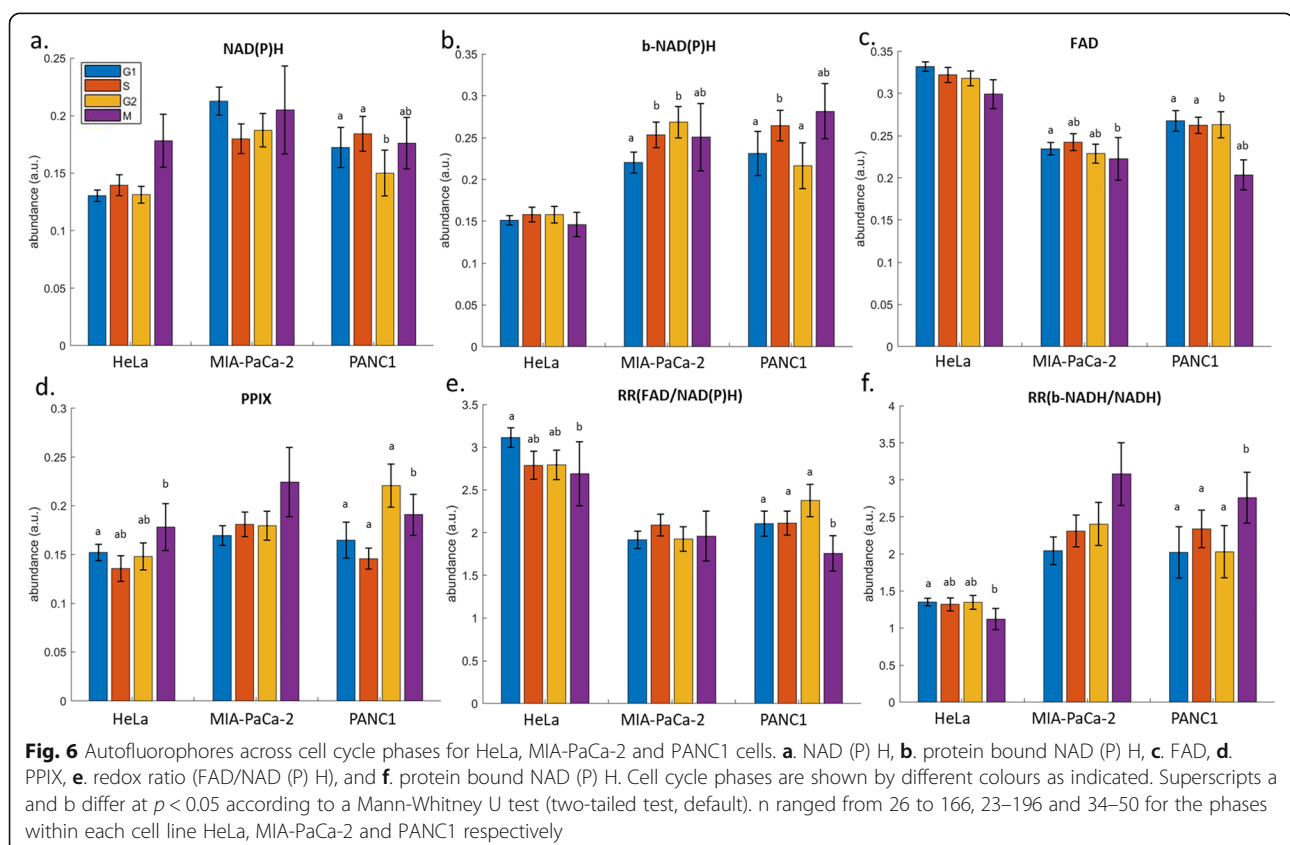 a.
NAD(P)H
G1
S
G2
M
abundance (a.u.)
0.25
0.2
0.15
0.1
0.05
0
a
a
b
ab
HeLa
MIA-PaCa-2
PANC1
b.
b-NAD(P)H
abundance (a.u.)
0.35
0.3
0.25
0.2
0.15
0.1
0.05
0
a
b
b
ab
a
b
a
ab
HeLa
MIA-PaCa-2
PANC1
c.
FAD
abundance (a.u.)
0.35
0.3
0.25
0.2
0.15
0.1
0.05
0
a
ab
ab
b
a
a
b
ab
HeLa
MIA-PaCa-2
PANC1
d.
PPIX
abundance (a.u.)
0.3
0.25
0.2
0.15
0.1
0.05
0
a
ab
ab
b
a
a
a
b
HeLa
MIA-PaCa-2
PANC1
e.
RR(FAD/NAD(P)H)
abundance (a.u.)
3.5
3
2.5
2
1.5
1
0.5
0
a
ab
ab
b
a
a
a
b
HeLa
MIA-PaCa-2
PANC1
f.
RR(b-NADH/NADH)
abundance (a.u.)
4
3.5
3
2.5
2
1.5
1
0.5
0
a
ab
ab
b
a
a
a
b
HeLa
MIA-PaCa-2
PANC1
Fig. 6 Autofluorophores across cell cycle phases for HeLa, MIA-PaCa-2 and PANC1 cells. a. NAD (P) H, b. protein bound NAD (P) H, c. FAD, d.
PPIX, e. redox ratio (FAD/NAD (P) H), and f. protein bound NAD (P) H. Cell cycle phases are shown by different colours as indicated. Superscripts a
and b differ at p < 0.05 according to a Mann-Whitney U test (two-tailed test, default). n ranged from 26 to 166, 23–196 and 34–50 for the phases
within each cell line HeLa, MIA-PaCa-2 and PANC1 respectively